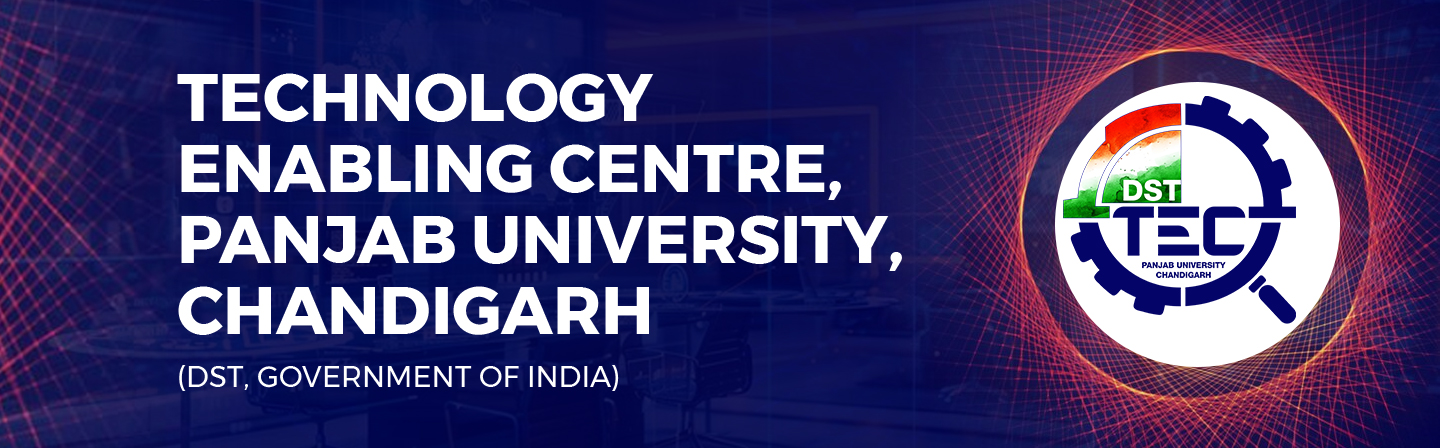 TECHNOLOGY
ENABLING CENTRE,
PANJAB UNIVERSITY,
CHANDIGARH
(DST, GOVERNMENT OF INDIA)
DST
TEC
PANJAB UNIVERSITY
CHANDIGARH